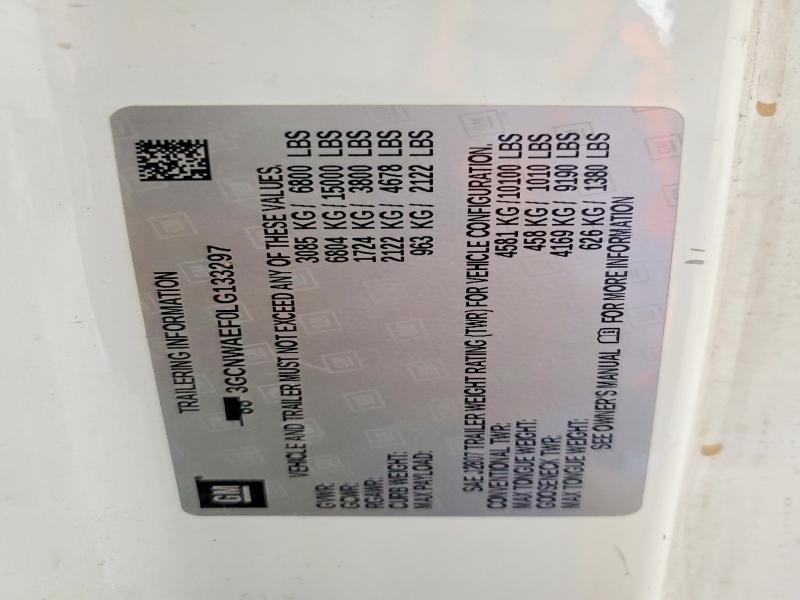 GM
TRAILERING INFORMATION
3GCNWAEF0LG133297
VEHICLE AND TRAILER MUST NOT EXCEED ANY OF THESE VALUES.
GVWR: 3085 KG/ 6800 LBS
GCWR: 6804 KG/ 15000 LBS
RGAWR: 1724 KG/ 3800 LBS
CURB WEIGHT: 2122 KG/ 4678 LBS
MAX PAYLOAD: 963 KG/ 2122 LBS
SAE J2807 TRAILER WEIGHT RATING (TWR) FOR VEHICLE CONFIGURATION.
CONVENTIONAL TWR: 4581 KG/ 10100 LBS
MAX TONGUE WEIGHT: 458 KG/ 1010 LBS
GOOSENECK TWR: 4169 KG/ 9190 LBS
MAX TONGUE WEIGHT: 626 KG/ 1380 LBS
SEE OWNER'S MANUAL FOR MORE INFORMATION